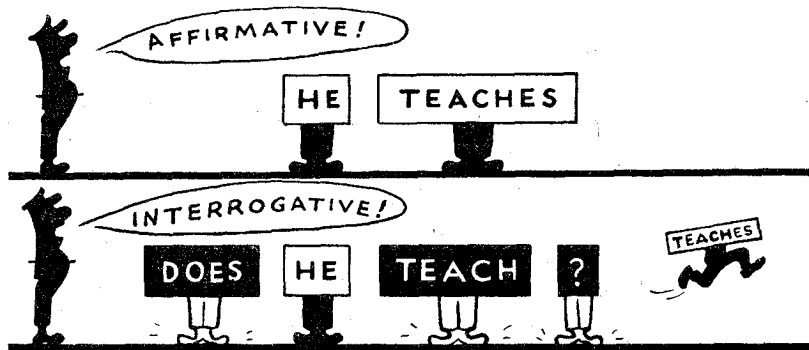 AFFIRMATIVE!
HE TEACHES
INTERROGATIVE!
TEACHES
DOES HE TEACH ?